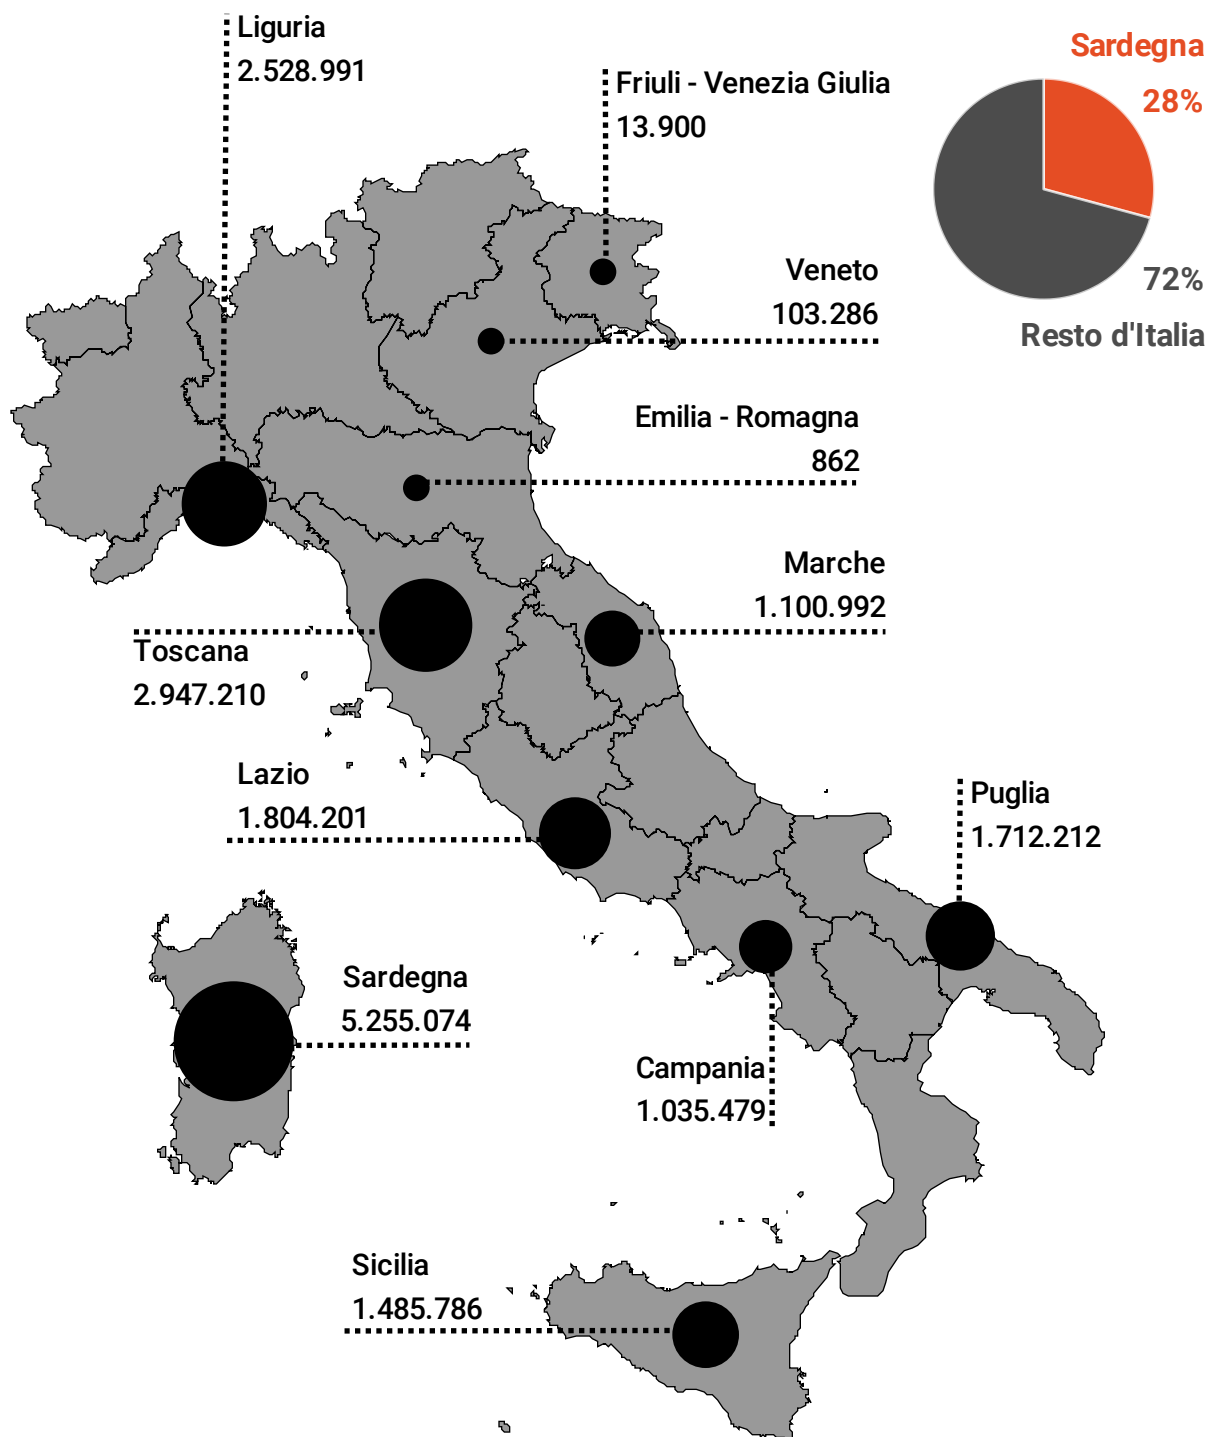 Liguria
2.528.991
Friuli - Venezia Giulia
13.900
Sardegna
28%
72%
Resto d'Italia
Veneto
103.286
Emilia - Romagna
862
Marche
1.100.992
Toscana
2.947.210
Lazio
1.804.201
Puglia
1.712.212
Sardegna
5.255.074
Campania
1.035.479
Sicilia
1.485.786